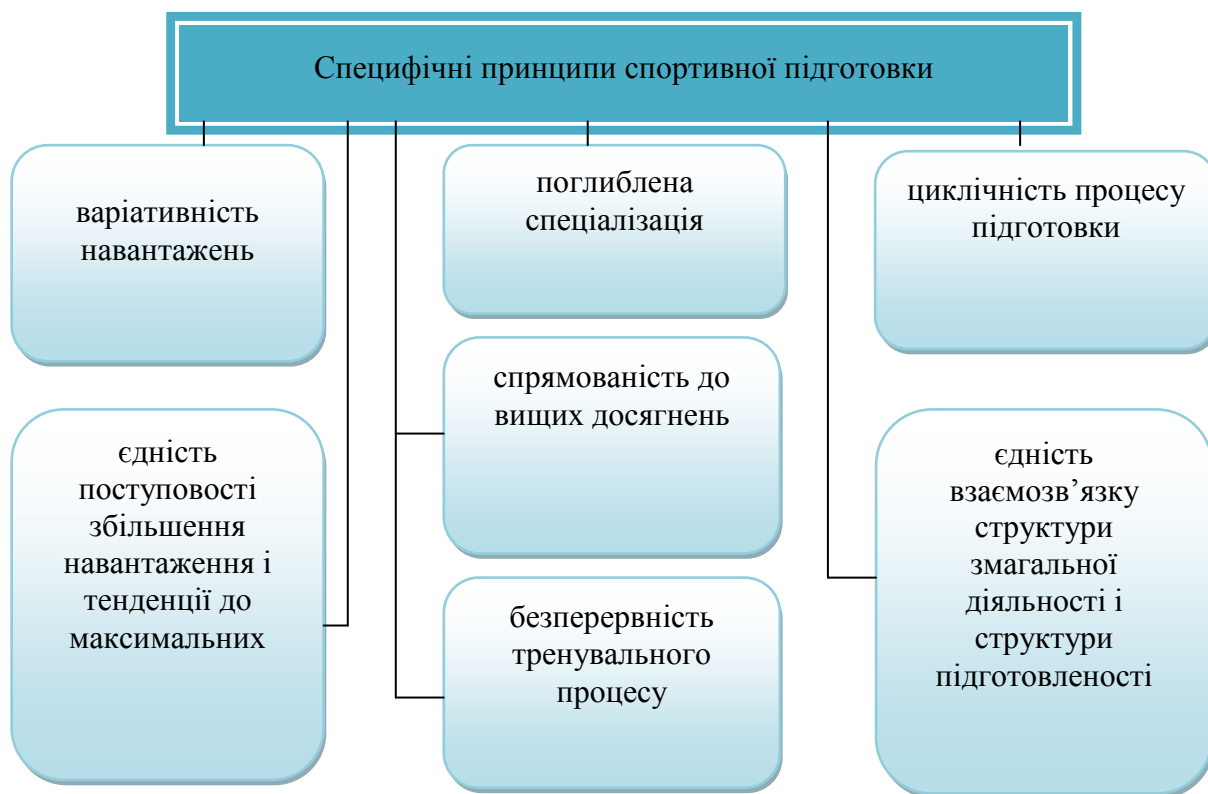 Специфічні принципи спортивної підготовки
варіативність
навантажень
поглиблена
спеціалізація
циклічність процесу
підготовки
спрямованість до
вищих досягнень
єдність
поступовості
збільшення
навантаження і
тенденції до
максимальних
безперервність
тренувального
процесу
єдність
взаємозв’язку
структури
змагальної
діяльності і
структури
підготовленості